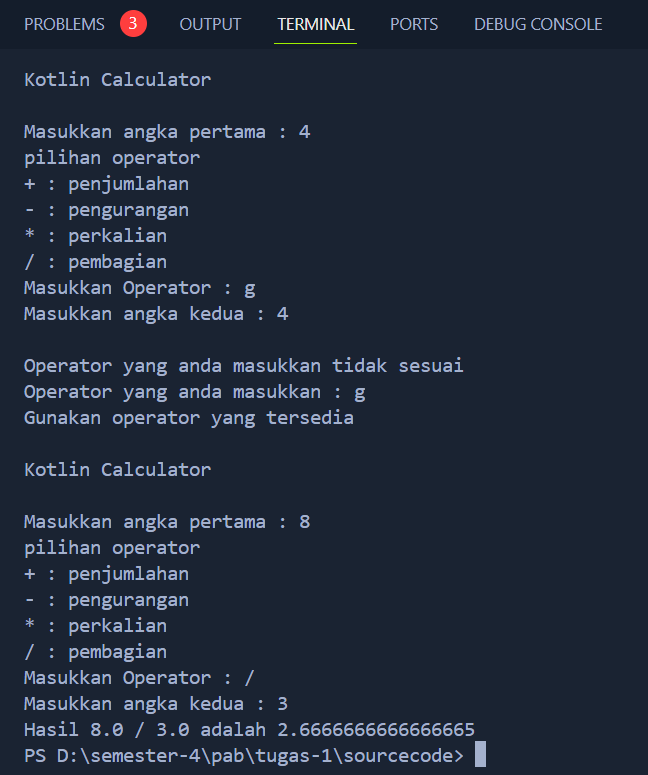 PROBLEMS 3 OUTPUT TERMINAL PORTS DEBUG CONSOLE
Kotlin Calculator
Masukkan angka pertama : 4
pilihan operator
+ : penjumlahan
- : pengurangan
* : perkalian
/ : pembagian
Masukkan Operator : g
Masukkan angka kedua : 4
Operator yang anda masukkan tidak sesuai
Operator yang anda masukkan : g
Gunakan operator yang tersedia
Kotlin Calculator
Masukkan angka pertama : 8
pilihan operator
+ : penjumlahan
- : pengurangan
* : perkalian
/ : pembagian
Masukkan Operator : /
Masukkan angka kedua : 3
Hasil 8.0 / 3.0 adalah 2.6666666666666665
PS D:\semester-4\pab\tugas-1\sourcecode>